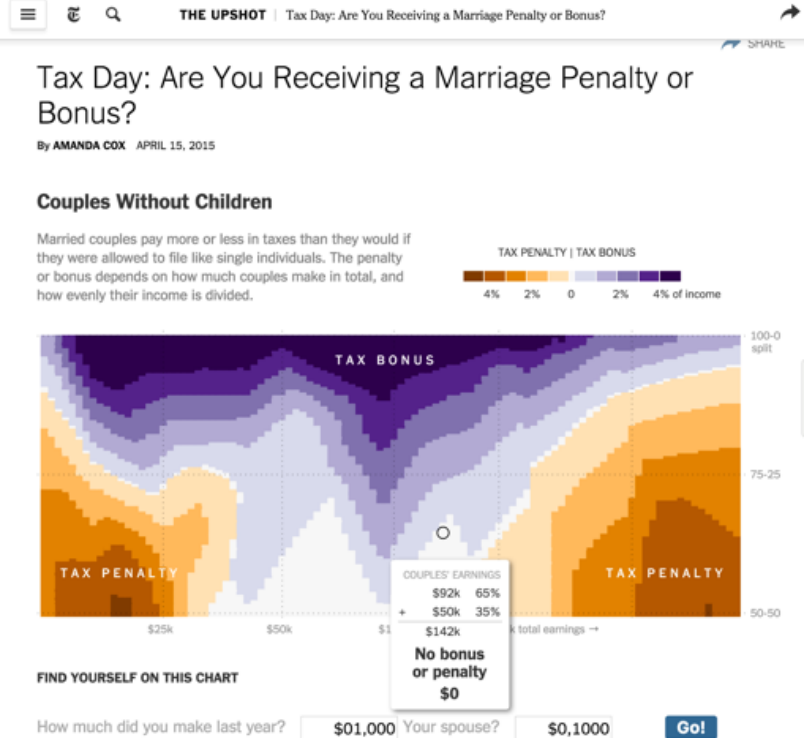 THE UPSHOT | Tax Day: Are You Receiving a Marriage Penalty or Bonus?
SHARE
Tax Day: Are You Receiving a Marriage Penalty or
Bonus?
By AMANDA COX APRIL 15, 2015
Couples Without Children
Married couples pay more or less in taxes than they would if
they were allowed to file like single individuals. The penalty
or bonus depends on how much couples make in total, and
how evenly their income is divided.
TAX PENALTY | TAX BONUS
4% 2% 0 2% 4% of income
100-0
split
TAX BONUS
75-25
TAX PENALTY
TAX PENALTY
COUPLES' EARNINGS
$92k 65%
+ $50k 35%
$142k
No bonus
or penalty
$0
50-50
$25k $50k $1 k total earnings →
FIND YOURSELF ON THIS CHART
How much did you make last year? $01,000 Your spouse? $0,1000 Go!